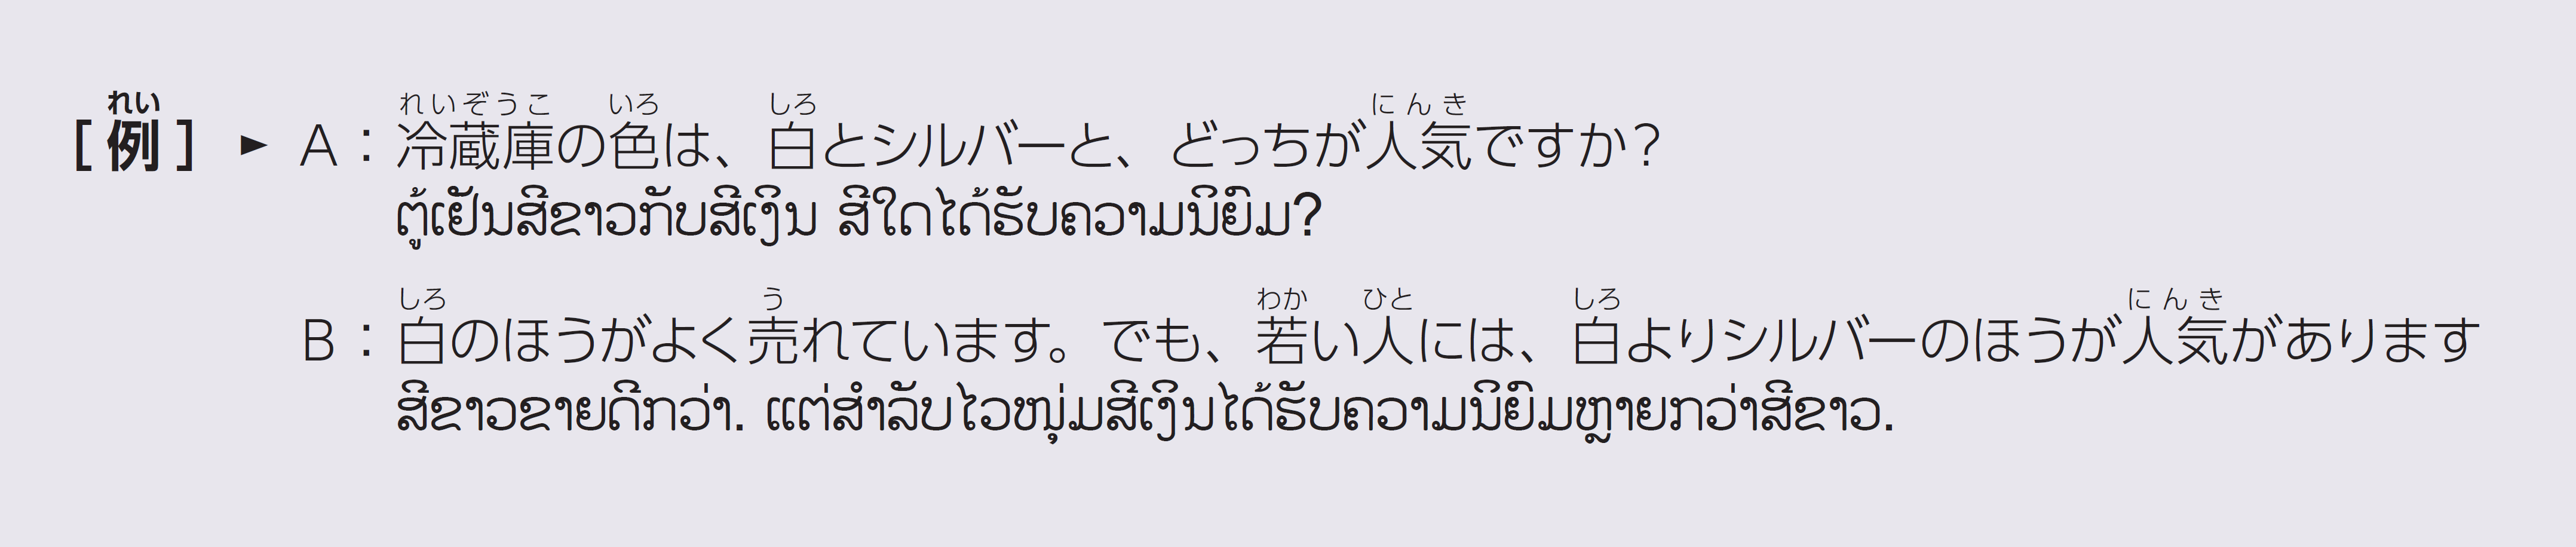 れい
[例] ► A：冷蔵庫の色は、白とシルバーと、どっちが人気ですか？
れいぞうこ いろ しろ にんき
ຕູ້ເຢັນສີຂາວກັບສີເງິນ ສີໃດໄດ້ຮັບຄວາມນິຍົມ?
しろ う わか ひと しろ にんき
B：白のほうがよく売れています。でも、若い人には、白よりシルバーのほうが人気があります
ສີຂາວຂາຍດີກວ່າ. ແຕ່ສຳລັບໄວໜຸ່ມສີເງິນໄດ້ຮັບຄວາມນິຍົມຫຼາຍກວ່າສີຂາວ.